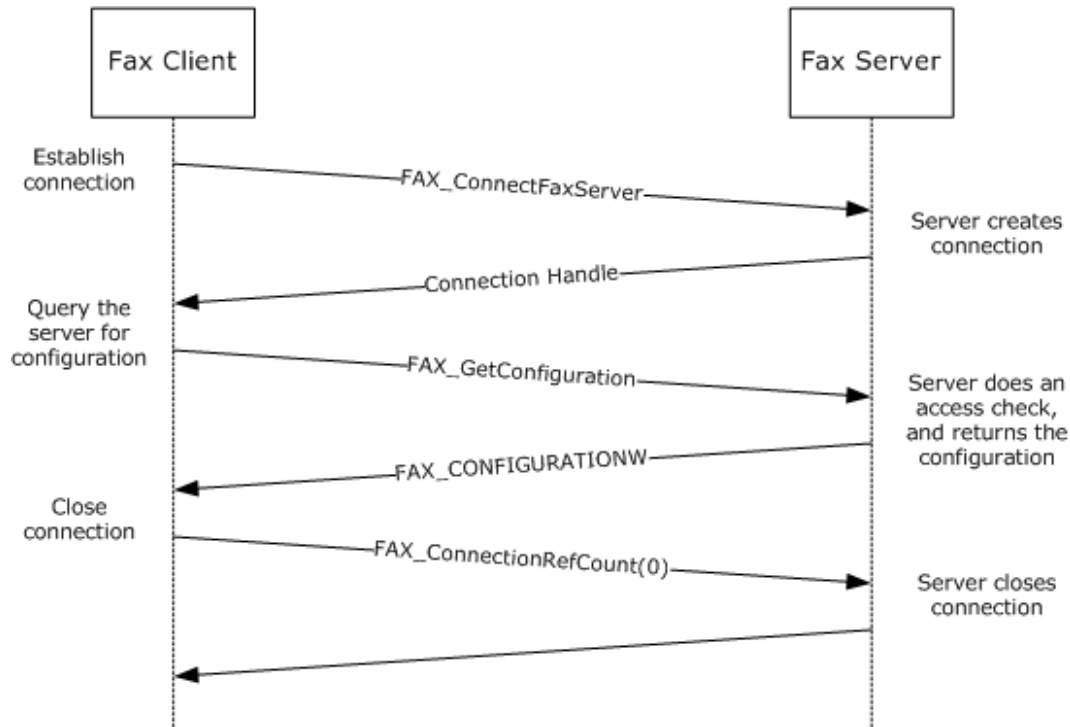 Fax Client
Fax Server
Establish
connection
FAX_ConnectFaxServer
Server creates
connection
Connection Handle
Query the
server for
configuration
FAX_GetConfiguration
Server does an
access check,
and returns the
configuration
FAX_CONFIGURATIONW
Close
connection
FAX_ConnectionRefCount(0)
Server closes
connection